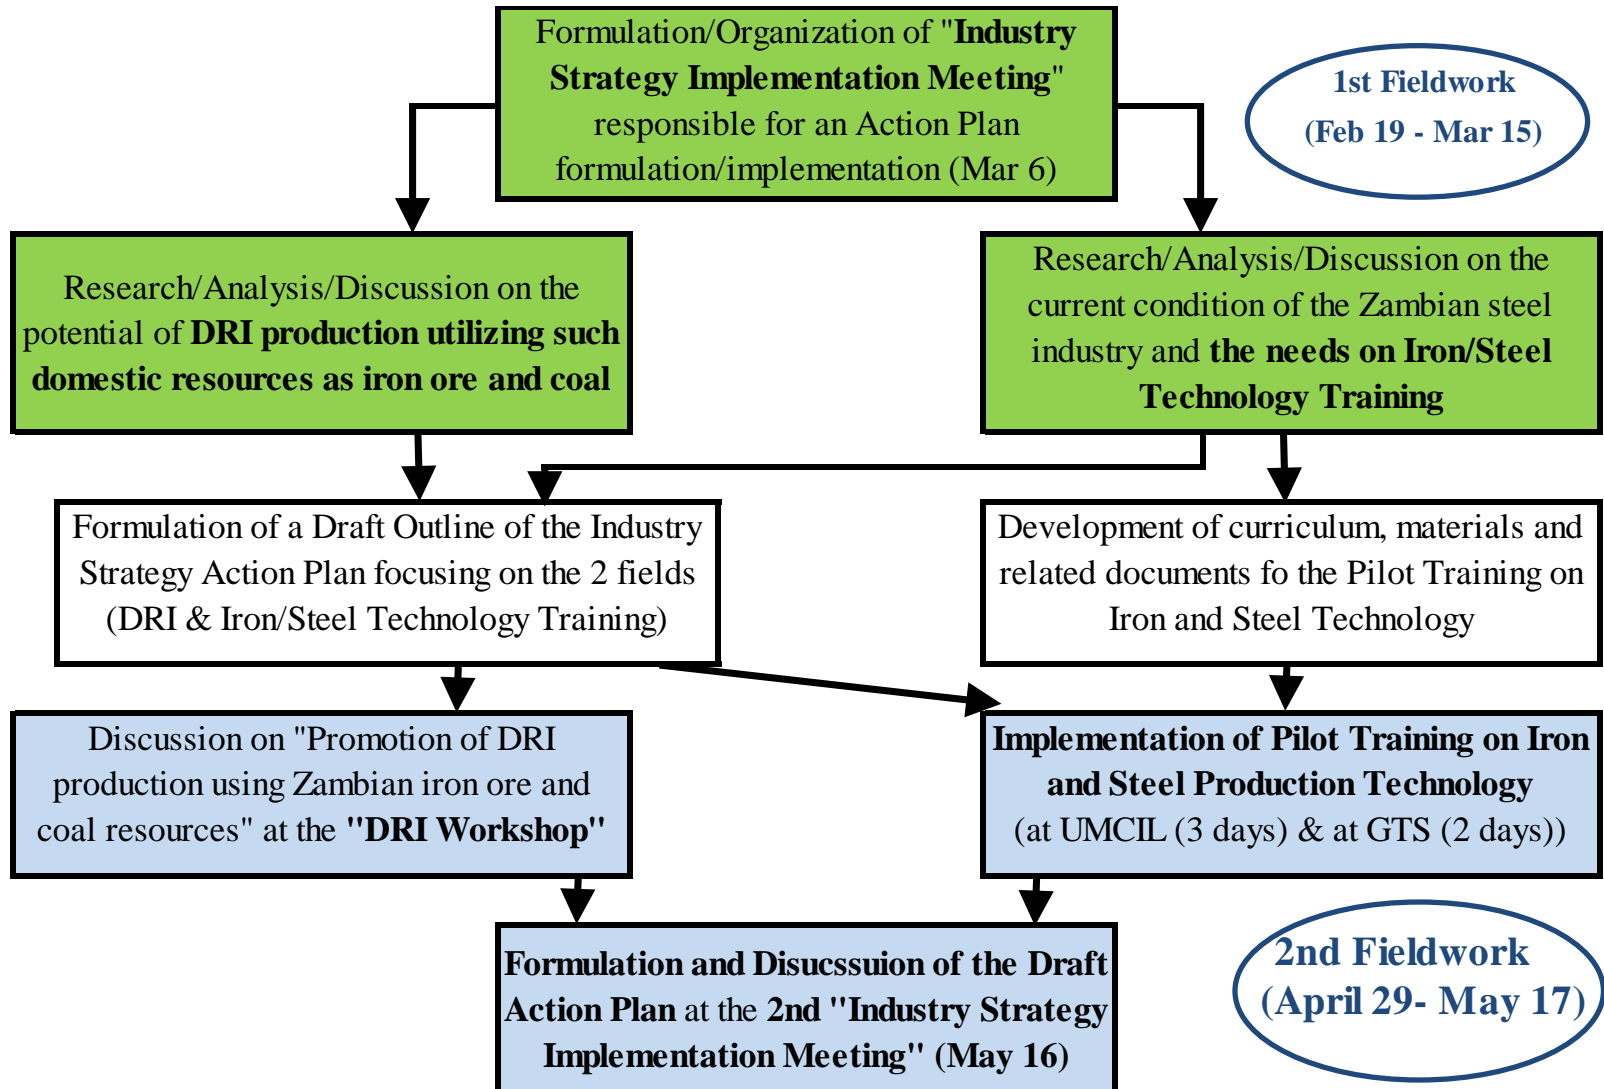 Formulation/Organization of "Industry
Strategy Implementation Meeting"
responsible for an Action Plan
formulation/implementation (Mar 6)
1st Fieldwork
(Feb 19 - Mar 15)
Research/Analysis/Discussion on the
potential of DRI production utilizing such
domestic resources as iron ore and coal
Research/Analysis/Discussion on the
current condition of the Zambian steel
industry and the needs on Iron/Steel
Technology Training
Formulation of a Draft Outline of the Industry
Strategy Action Plan focusing on the 2 fields
(DRI & Iron/Steel Technology Training)
Development of curriculum, materials and
related documents fo the Pilot Training on
Iron and Steel Technology
Discussion on "Promotion of DRI
production using Zambian iron ore and
coal resources" at the "DRI Workshop"
Implementation of Pilot Training on Iron
and Steel Production Technology
(at UMCIL (3 days) & at GTS (2 days))
Formulation and Disucssuion of the Draft
Action Plan at the 2nd "Industry Strategy
Implementation Meeting" (May 16)
2nd Fieldwork
(April 29- May 17)